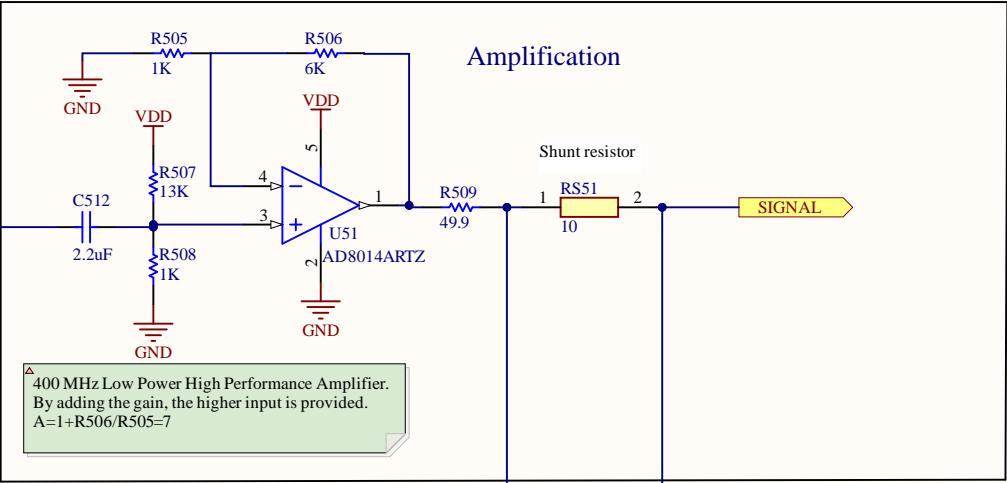 Amplification
R505
1K
R506
6K
GND
VDD
VDD
R507
13K
C512
2.2uF
R508
1K
GND
4
3
5
2
1
U51
AD8014ARTZ
GND
R509
49.9
Shunt resistor
RS51
1
2
10
SIGNAL
400 MHz Low Power High Performance Amplifier.
By adding the gain, the higher input is provided.
A=1+R506/R505=7